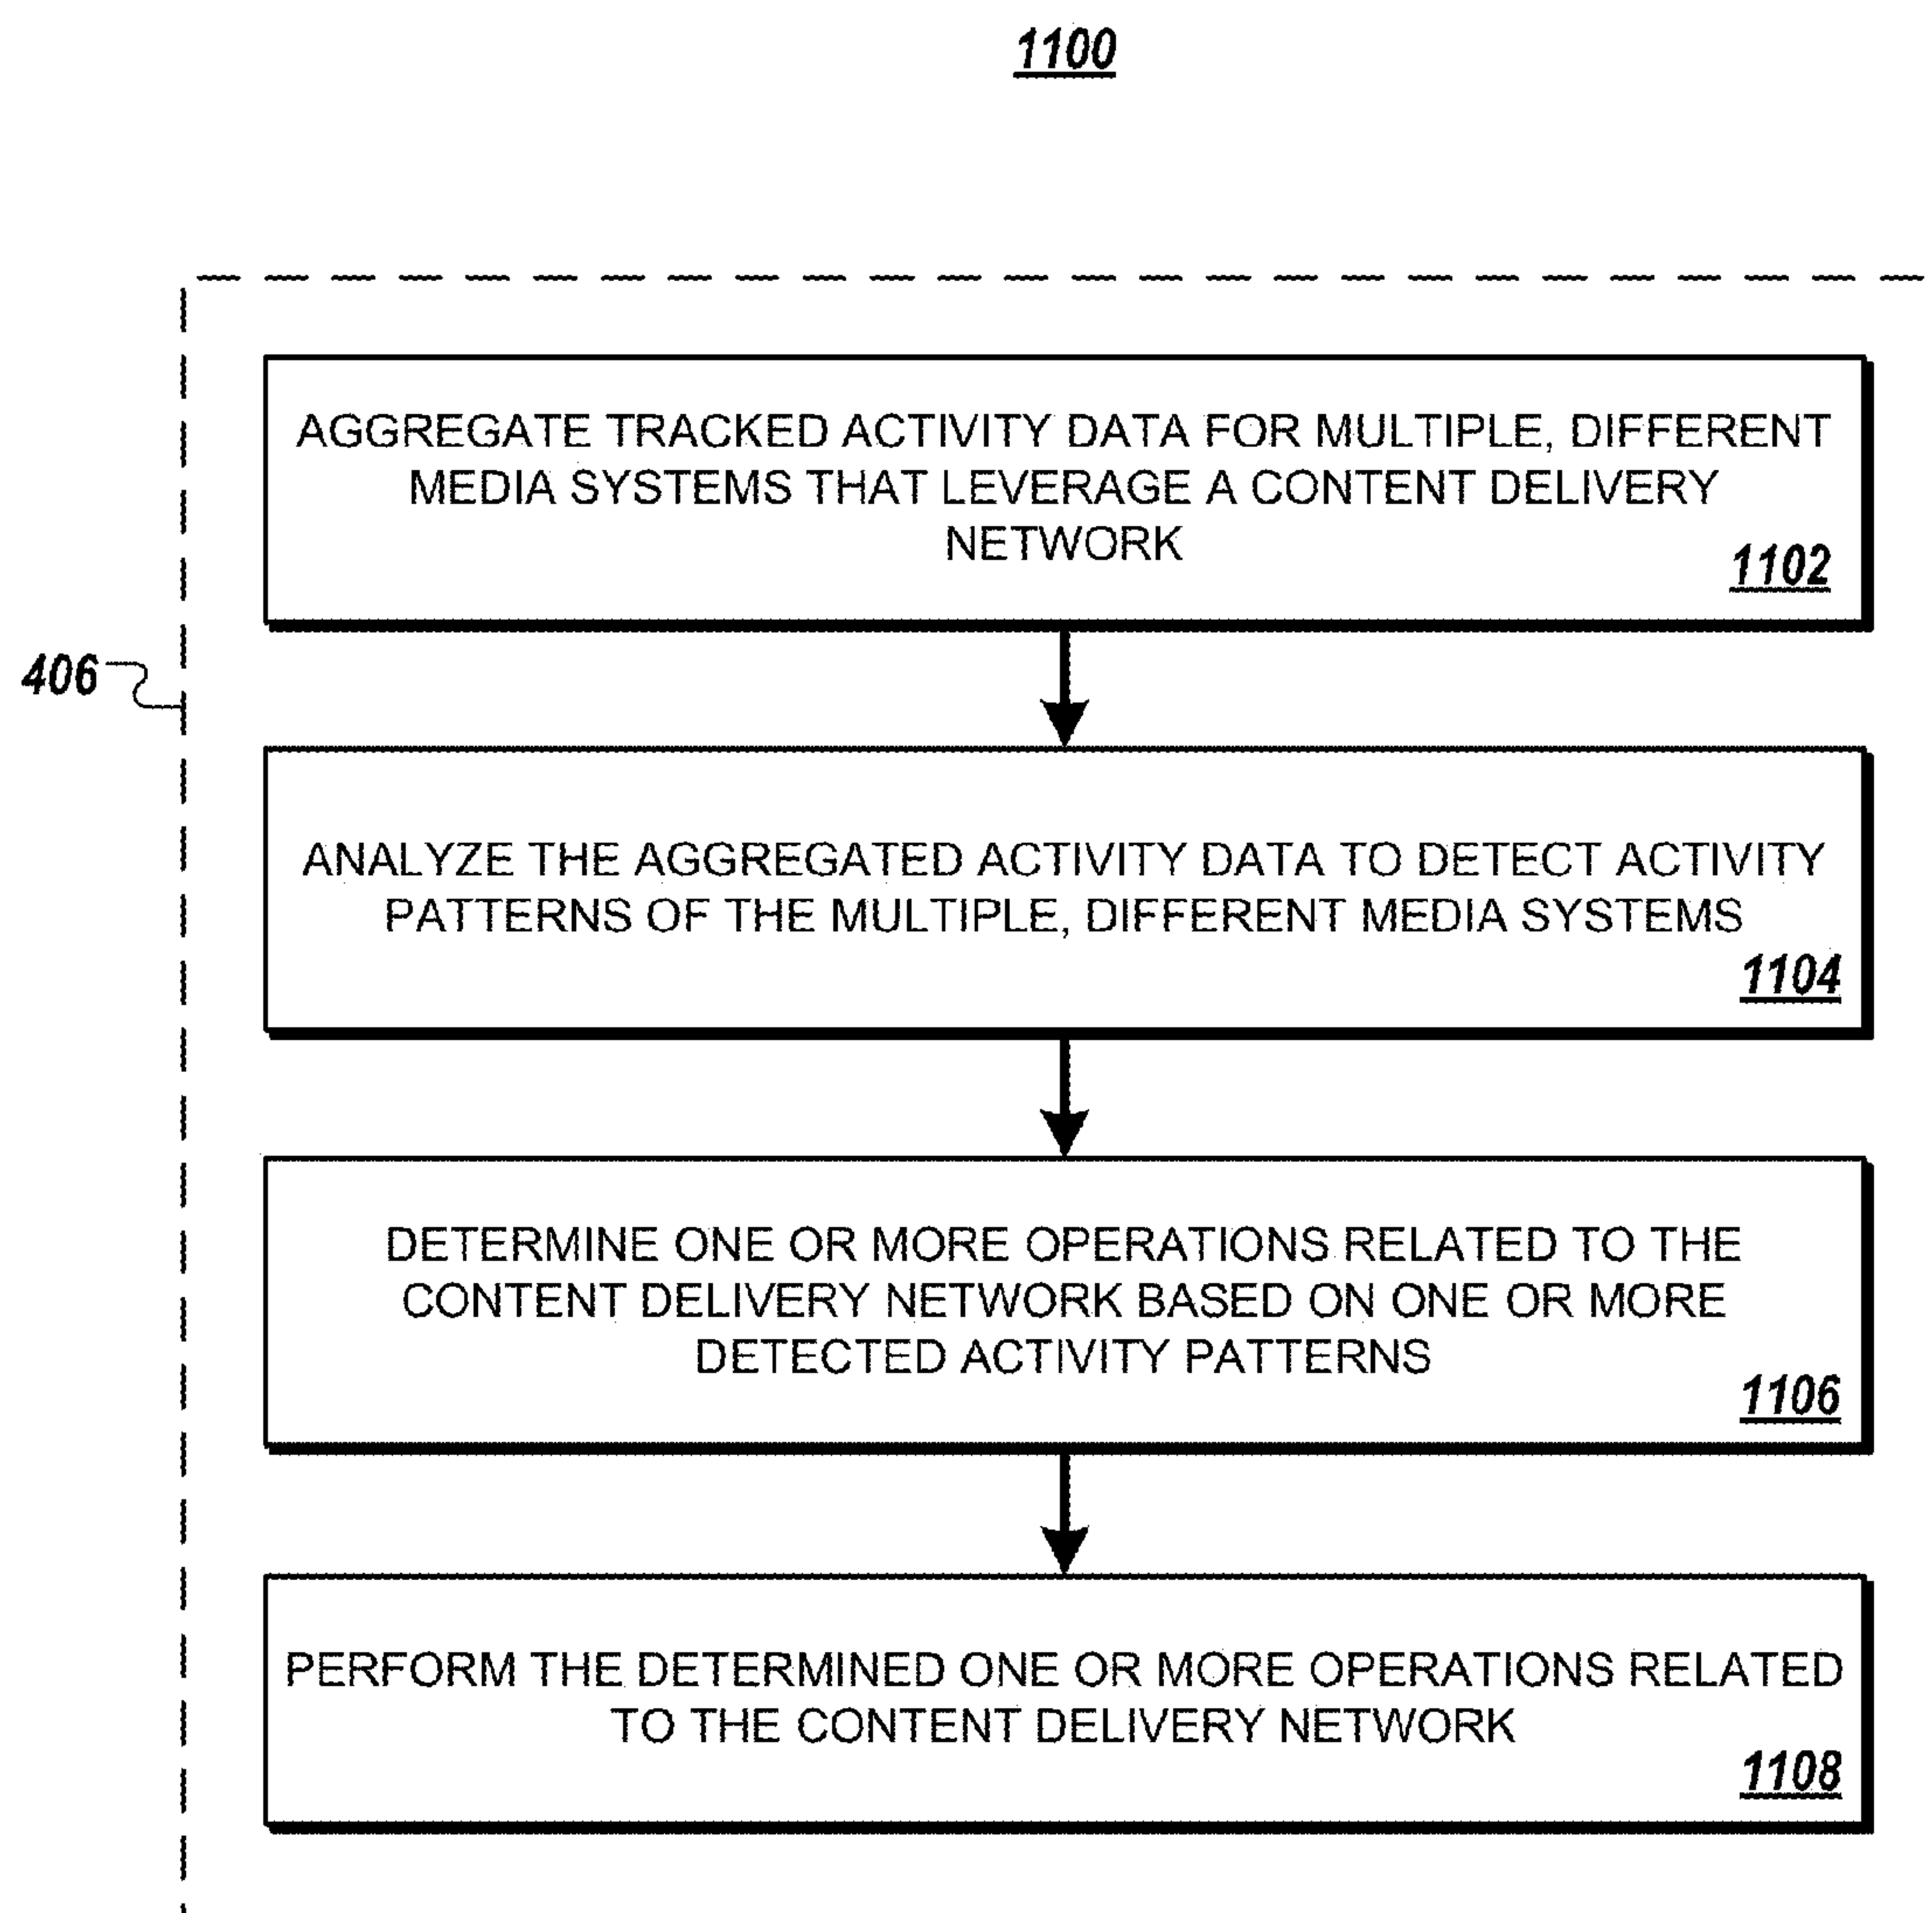 1100
AGGREGATE TRACKED ACTIVITY DATA FOR MULTIPLE, DIFFERENT
MEDIA SYSTEMS THAT LEVERAGE A CONTENT DELIVERY
NETWORK
1102
406
ANALYZE THE AGGREGATED ACTIVITY DATA TO DETECT ACTIVITY
PATTERNS OF THE MULTIPLE, DIFFERENT MEDIA SYSTEMS
1104
DETERMINE ONE OR MORE OPERATIONS RELATED TO THE
CONTENT DELIVERY NETWORK BASED ON ONE OR MORE
DETECTED ACTIVITY PATTERNS
1106
PERFORM THE DETERMINED ONE OR MORE OPERATIONS RELATED
TO THE CONTENT DELIVERY NETWORK
1108